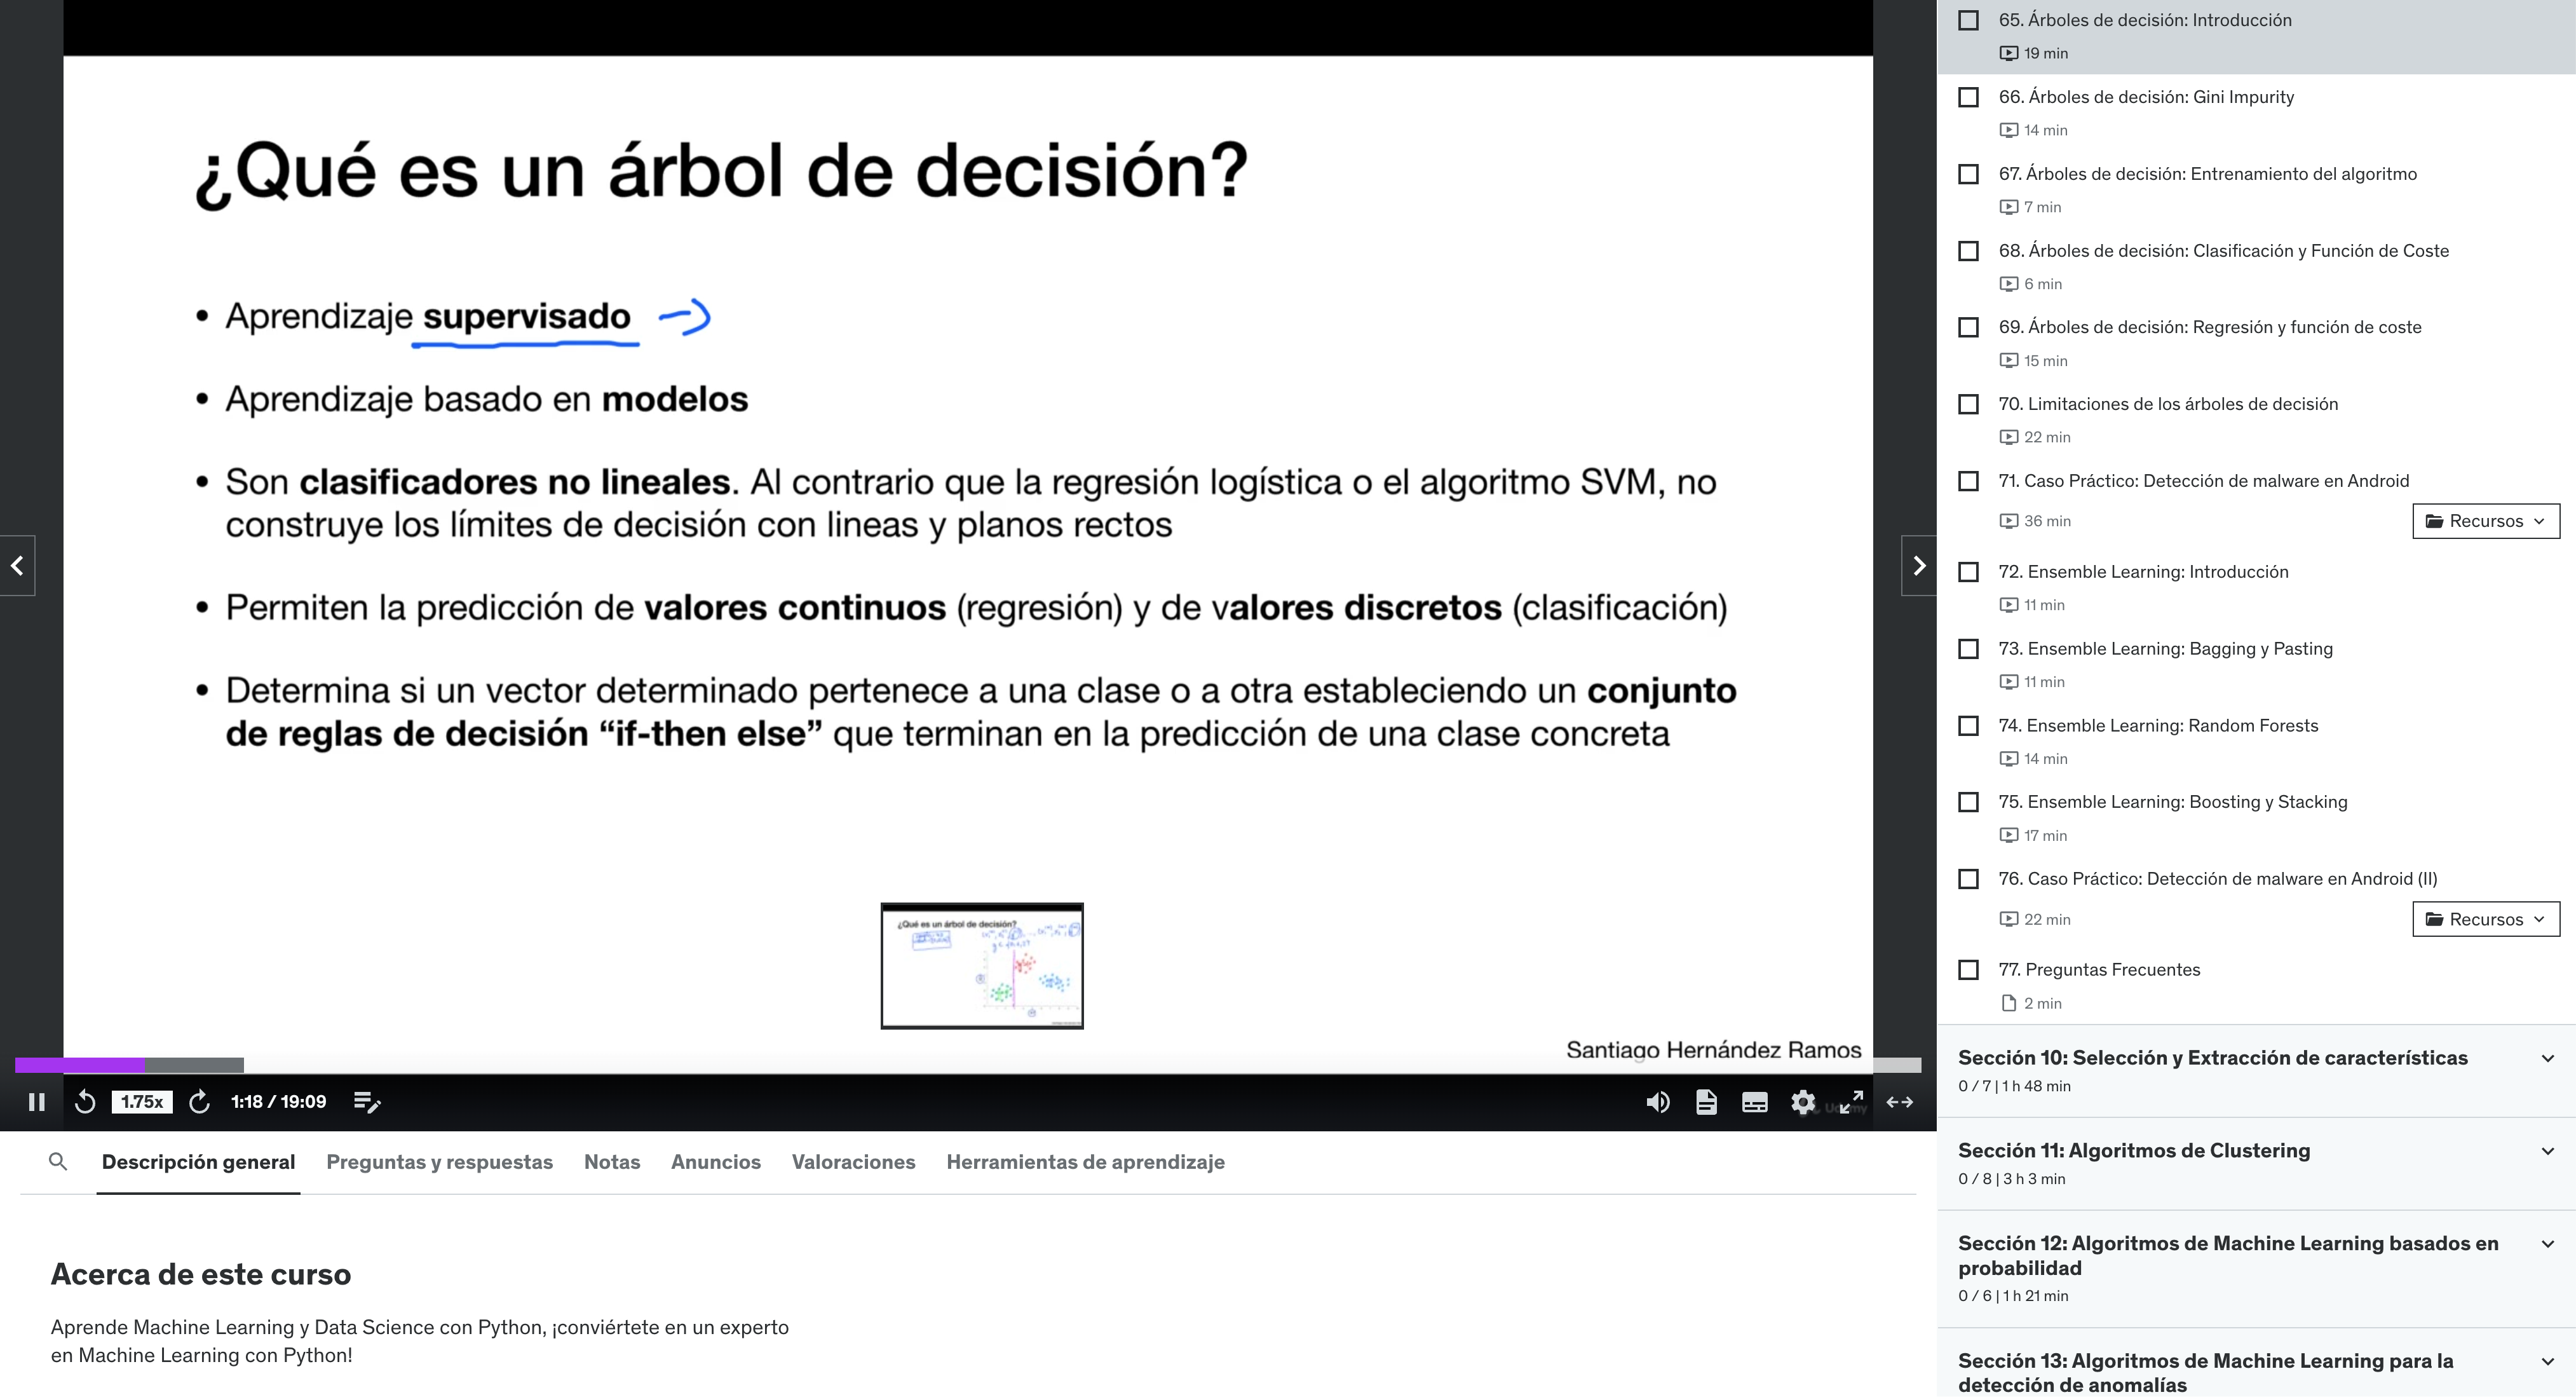 ¿Qué es un árbol de decisión?
• Aprendizaje supervisado
• Aprendizaje basado en modelos
• Son clasificadores no lineales. Al contrario que la regresión logística o el algoritmo SVM, no
construye los límites de decisión con lineas y planos rectos
• Permiten la predicción de valores continuos (regresión) y de valores discretos (clasificación)
• Determina si un vector determinado pertenece a una clase o a otra estableciendo un conjunto
de reglas de decisión “if-then else” que terminan en la predicción de una clase concreta
¿Qué es un árbol de decisión?
Santiago Hernández Ramos
1.75x
1:18 / 19:09
Udemy
Descripción general
Preguntas y respuestas
Notas
Anuncios
Valoraciones
Herramientas de aprendizaje
Acerca de este curso
Aprende Machine Learning y Data Science con Python, ¡conviértete en un experto
en Machine Learning con Python!
65. Árboles de decisión: Introducción
19 min
66. Árboles de decisión: Gini Impurity
14 min
67. Árboles de decisión: Entrenamiento del algoritmo
7 min
68. Árboles de decisión: Clasificación y Función de Coste
6 min
69. Árboles de decisión: Regresión y función de coste
15 min
70. Limitaciones de los árboles de decisión
22 min
71. Caso Práctico: Detección de malware en Android
36 min
Recursos
72. Ensemble Learning: Introducción
11 min
73. Ensemble Learning: Bagging y Pasting
11 min
74. Ensemble Learning: Random Forests
14 min
75. Ensemble Learning: Boosting y Stacking
17 min
76. Caso Práctico: Detección de malware en Android (II)
22 min
Recursos
77. Preguntas Frecuentes
2 min
Sección 10: Selección y Extracción de características
0 / 7 | 1 h 48 min
Sección 11: Algoritmos de Clustering
0 / 8 | 3 h 3 min
Sección 12: Algoritmos de Machine Learning basados en
probabilidad
0 / 6 | 1 h 21 min
Sección 13: Algoritmos de Machine Learning para la
detección de anomalías